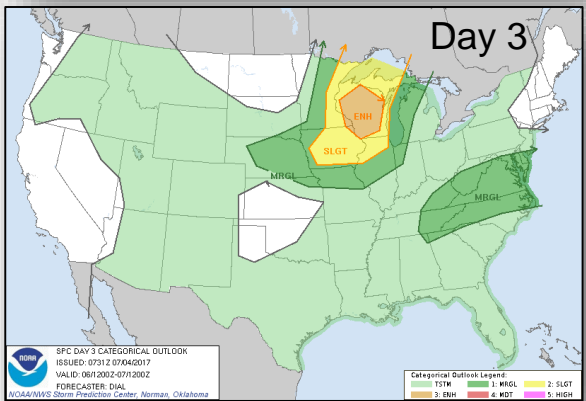 Day 3
ENH
SLGT
MRGL
MRGL
NOAA
SPC DAY 3 CATEGORICAL OUTLOOK
ISSUED: 0731Z 07/04/2017
VALID: 06/1200Z-07/1200Z
FORECASTER: DIAL
NOAA/NWS Storm Prediction Center, Norman, Oklahoma
Categorical Outlook Legend:
TSTM 1: MRGL 2: SLGT
3: ENH 4: MDT 5: HIGH